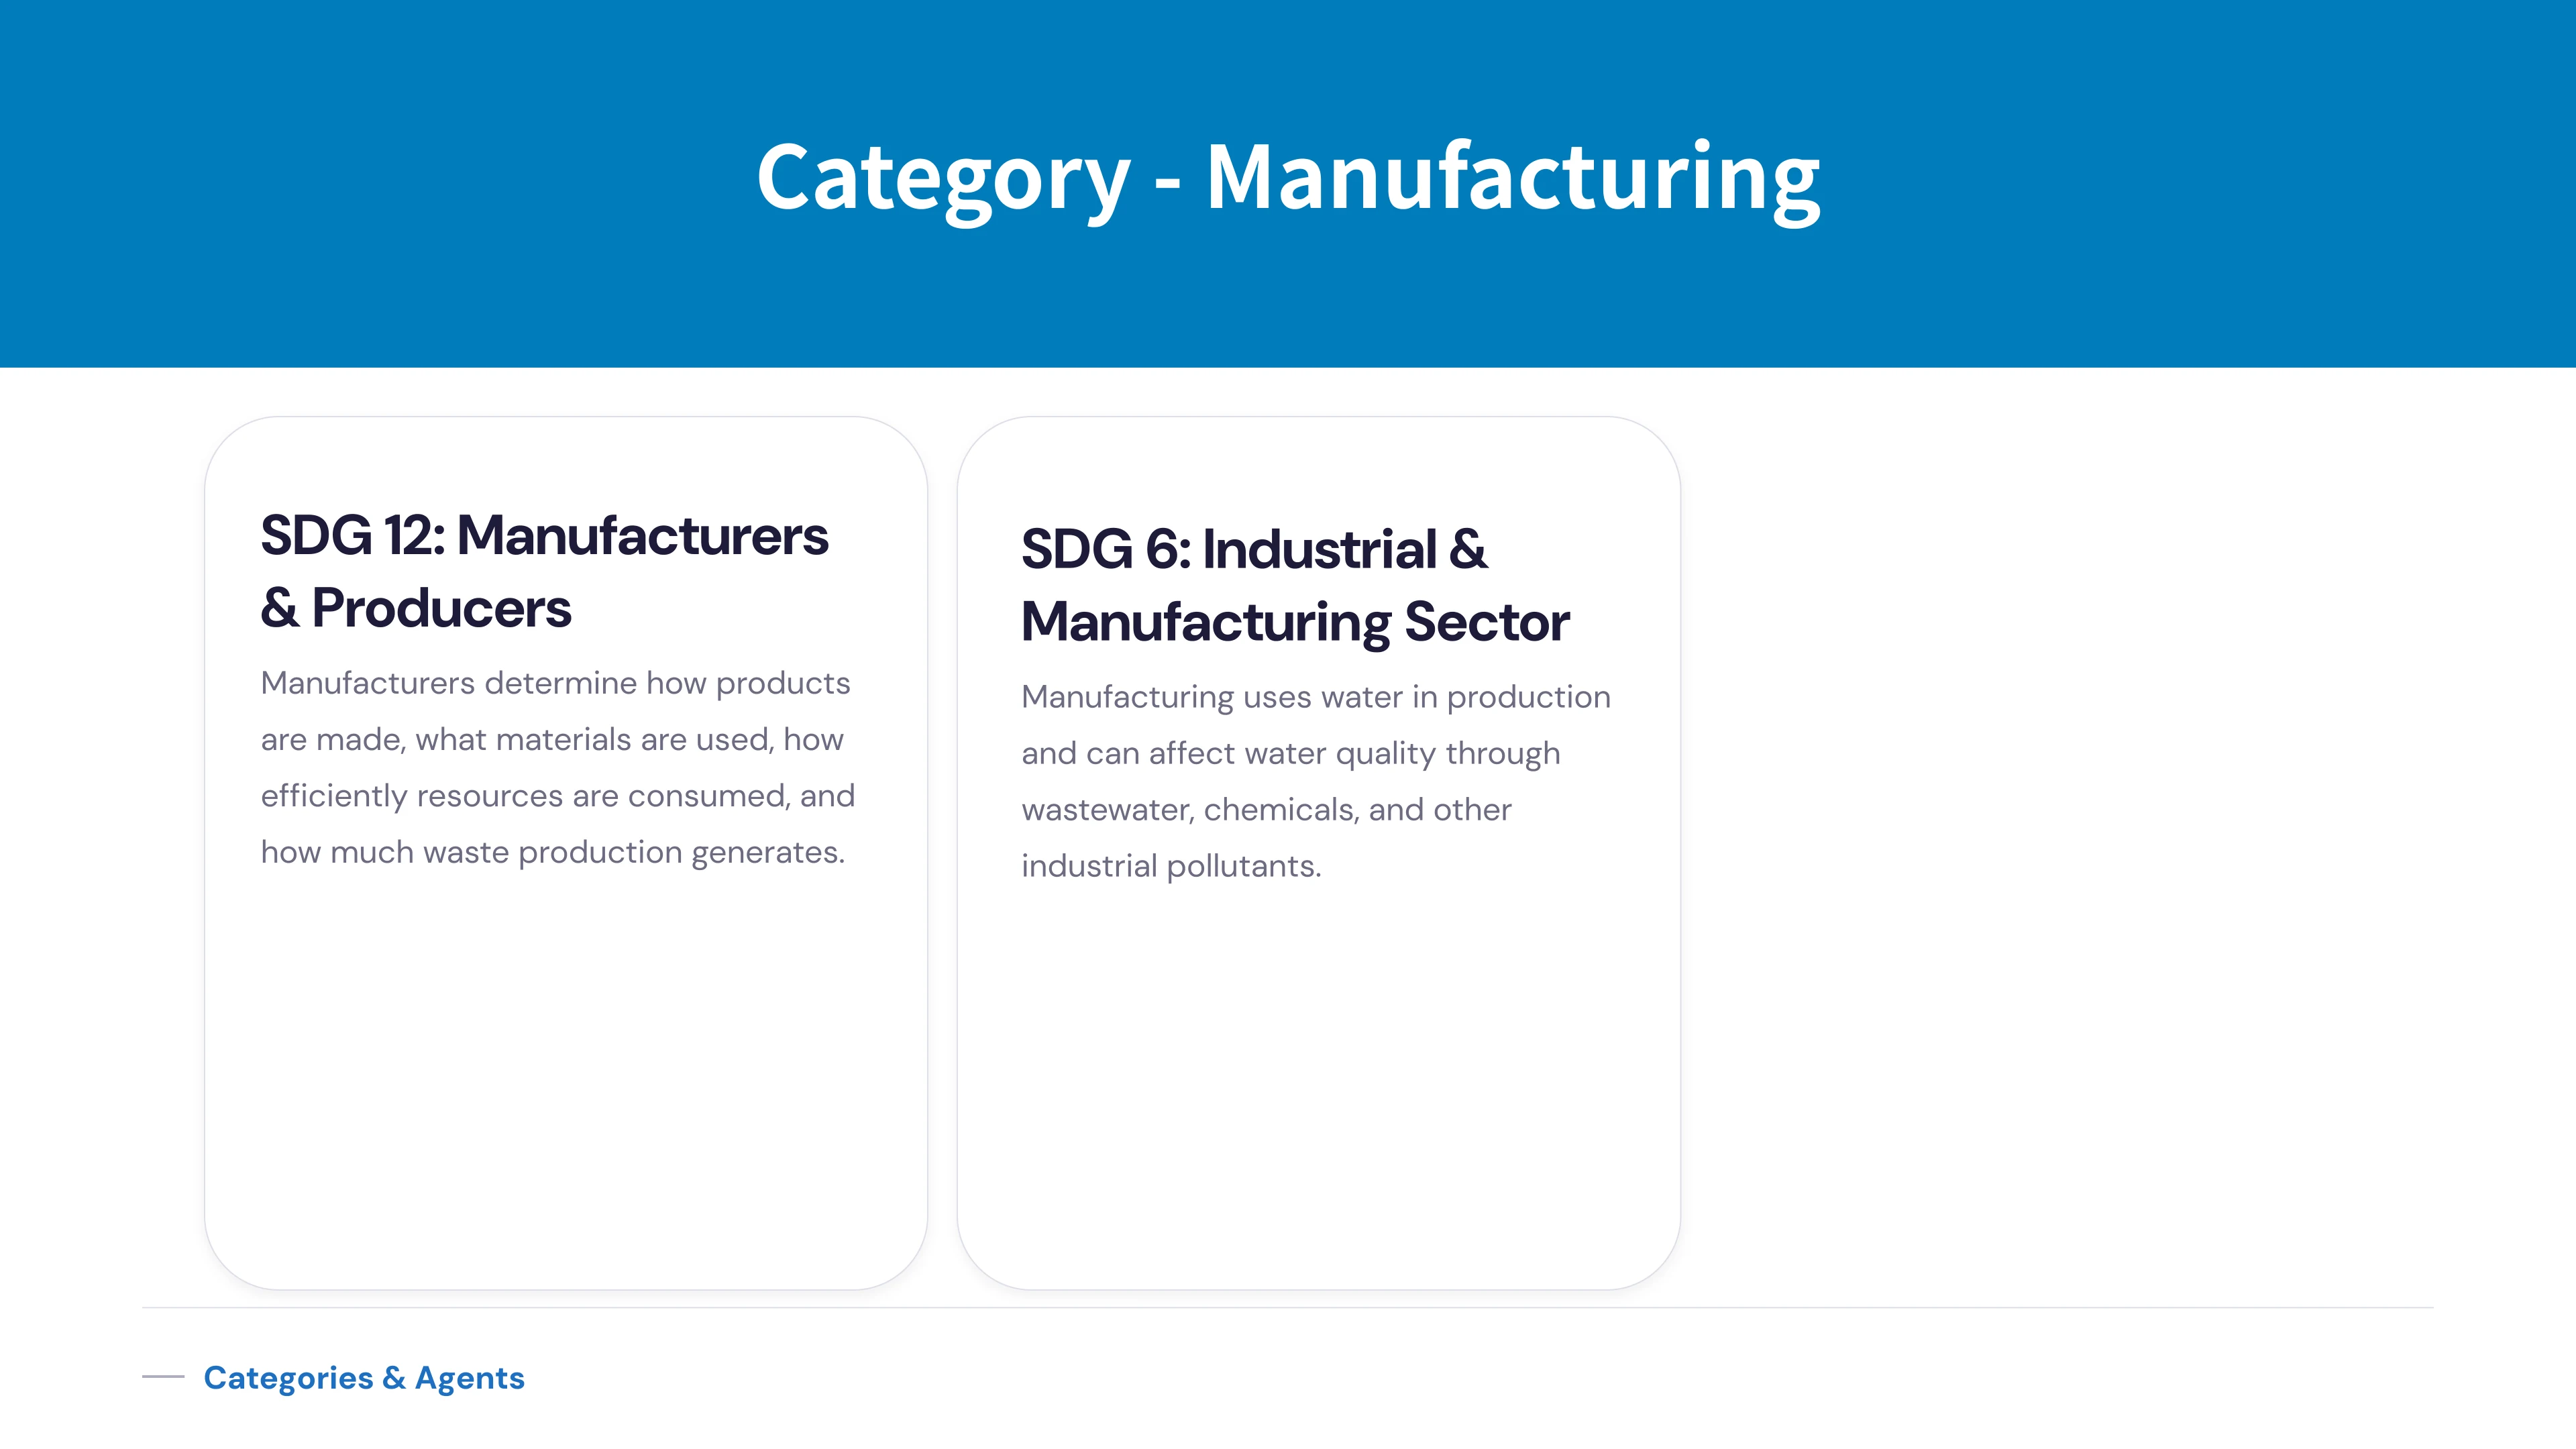 Category - Manufacturing
SDG 12: Manufacturers
& Producers
Manufacturers determine how products
are made, what materials are used, how
efficiently resources are consumed, and
how much waste production generates.
SDG 6: Industrial &
Manufacturing Sector
Manufacturing uses water in production
and can affect water quality through
wastewater, chemicals, and other
industrial pollutants.
Categories & Agents